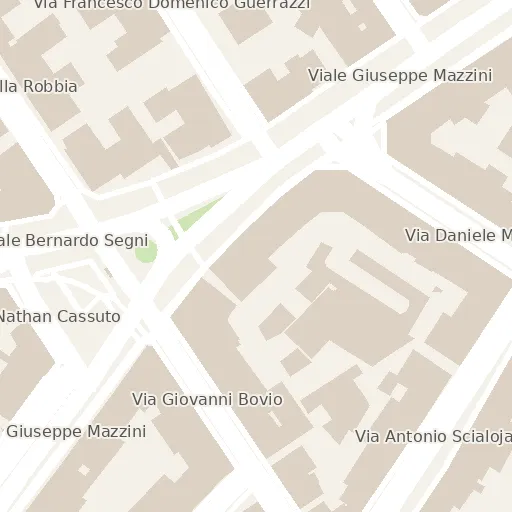 Via Francesco Domenico Guerrazzi
Viale Giuseppe Mazzini
lla Robbia
Via Daniele M
ale Bernardo Segni
Nathan Cassuto
Via Giovanni Bovio
Giuseppe Mazzini
Via Antonio Scialoja